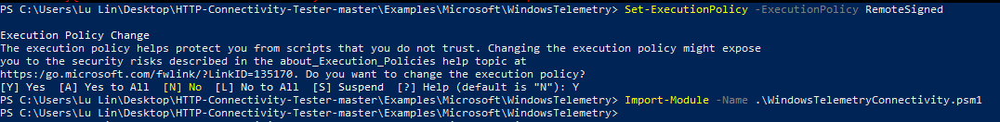 PS C:\Users\Lu Lin\Desktop\HTTP-Connectivity-Tester-master\Examples\Microsoft\WindowsTelemetry> Set-ExecutionPolicy -ExecutionPolicy RemoteSigned
Execution Policy Change
The execution policy helps protect you from scripts that you do not trust. Changing the execution policy might expose
you to the security risks described in the about_Execution_Policies help topic at
https:/go.microsoft.com/fwlink/?LinkID=135170. Do you want to change the execution policy?
[Y] Yes  [A] Yes to All  [N] No  [L] No to All  [S] Suspend  [?] Help (default is "N"): Y
PS C:\Users\Lu Lin\Desktop\HTTP-Connectivity-Tester-master\Examples\Microsoft\WindowsTelemetry> Import-Module -Name .\WindowsTelemetryConnectivity.psm1
PS C:\Users\Lu Lin\Desktop\HTTP-Connectivity-Tester-master\Examples\Microsoft\WindowsTelemetry>